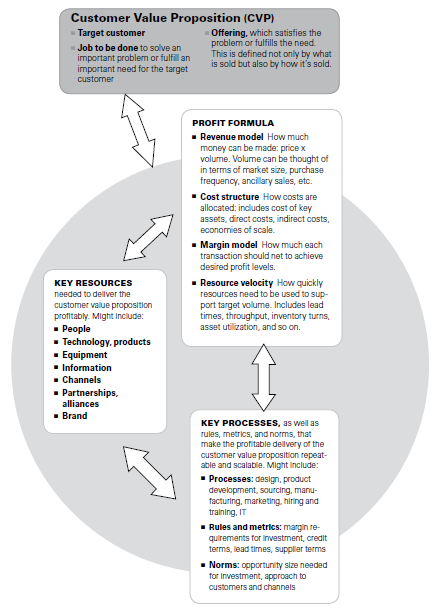 Customer Value Proposition (CVP)
■ Target customer
■ Job to be done to solve an
important problem or fulfill an
important need for the target
customer
■ Offering, which satisfies the
problem or fulfills the need.
This is defined not only by what
is sold but also by how it's sold.
PROFIT FORMULA
■ Revenue model How much
money can be made: price x
volume. Volume can be thought of
in terms of market size, purchase
frequency, ancillary sales, etc.
■ Cost structure How costs are
allocated: includes cost of key
assets, direct costs, indirect costs,
economies of scale.
■ Margin model How much each
transaction should net to achieve
desired profit levels.
■ Resource velocity How quickly
resources need to be used to sup-
port target volume. Includes lead
times, throughput, inventory turns,
asset utilization, and so on.
KEY RESOURCES
needed to deliver the
customer value proposition
profitably. Might include:
■ People
■ Technology, products
■ Equipment
■ Information
■ Channels
■ Partnerships,
alliances
■ Brand
KEY PROCESSES, as well as
rules, metrics, and norms, that
make the profitable delivery of the
customer value proposition repeat-
able and scalable. Might include:
■ Processes: design, product
development, sourcing, manu-
facturing, marketing, hiring and
training, IT
■ Rules and metrics: margin re-
quirements for investment, credit
terms, lead times, supplier terms
■ Norms: opportunity size needed
for investment, approach to
customers and channels